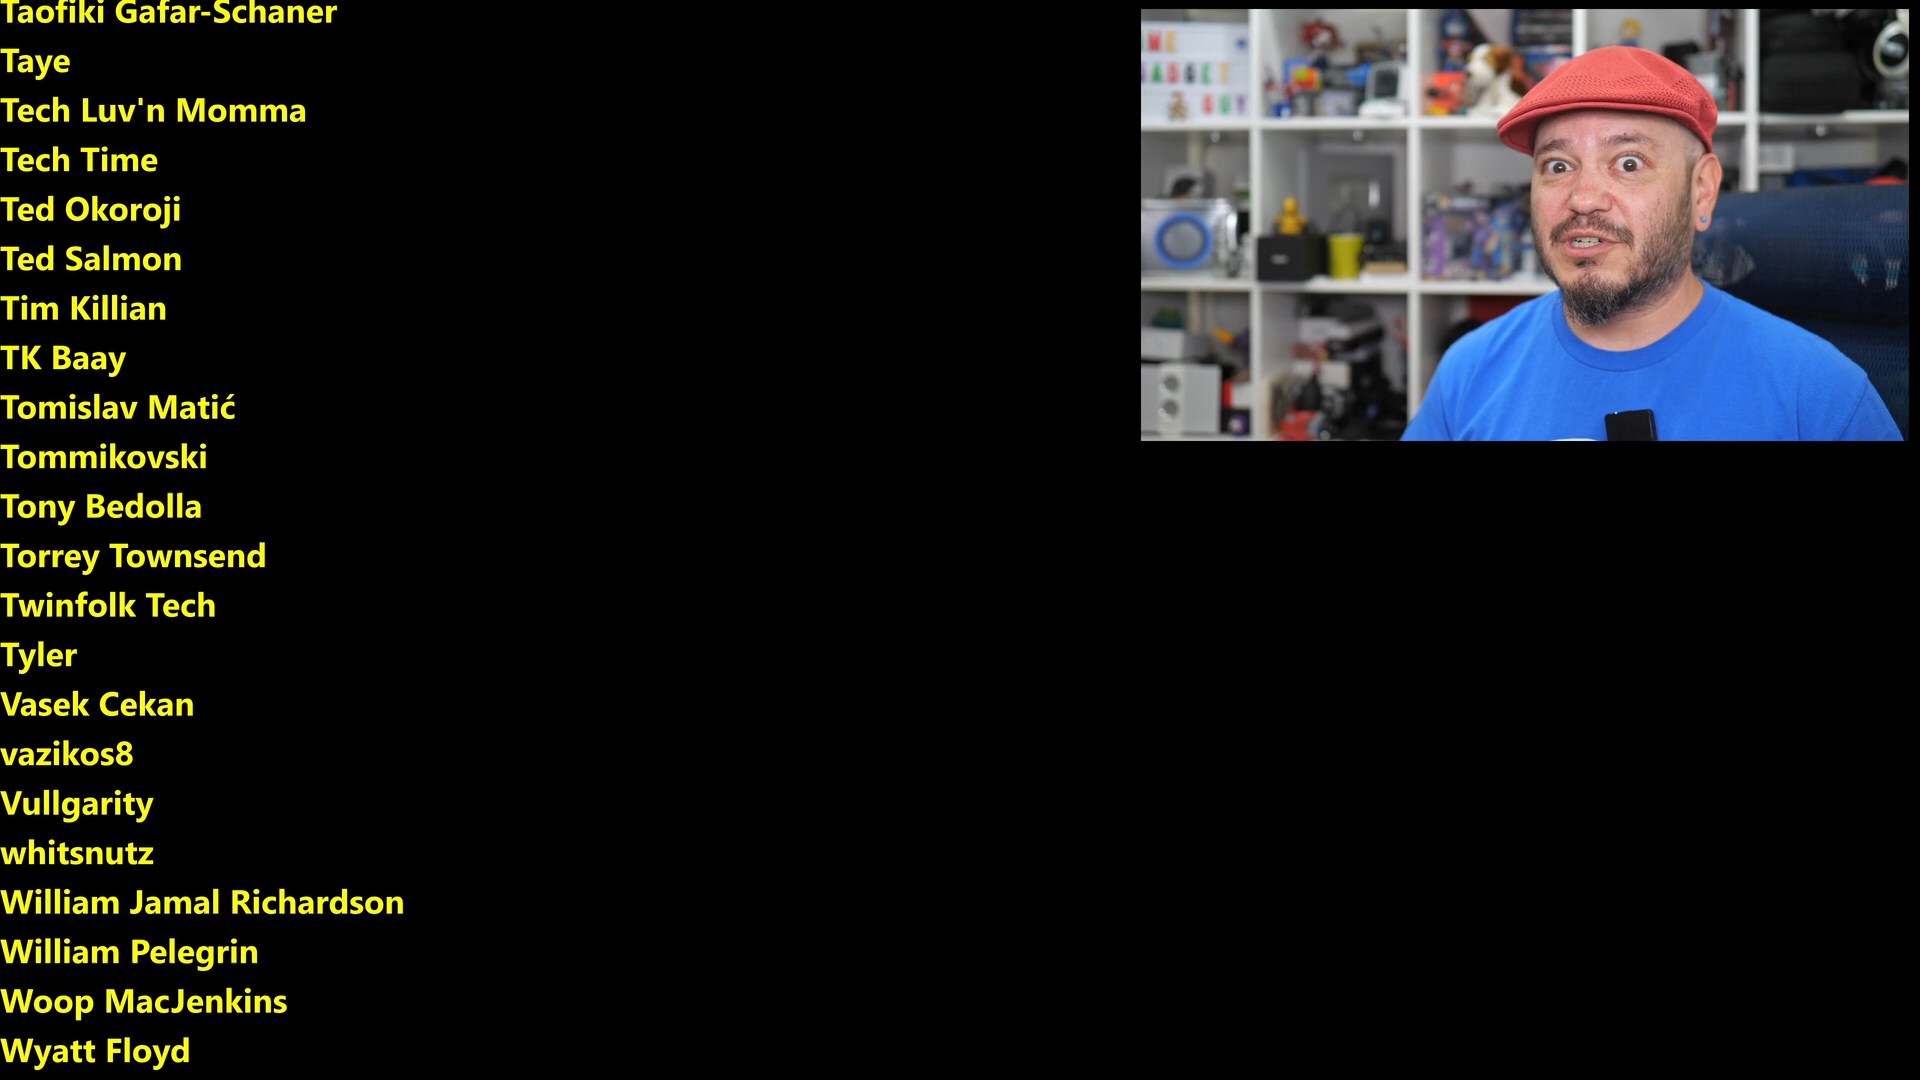 Taofiki Gafar-Schaner
Taye
Tech Luv'n Momma
Tech Time
Ted Okoroji
Ted Salmon
Tim Killian
TK Baay
Tomislav Matić
Tommikovski
Tony Bedolla
Torrey Townsend
Twinfolk Tech
Tyler
Vasek Cekan
vazikos8
Vullgarity
whitsnutz
William Jamal Richardson
William Pelegrin
Woop MacJenkins
Wyatt Floyd
GUY